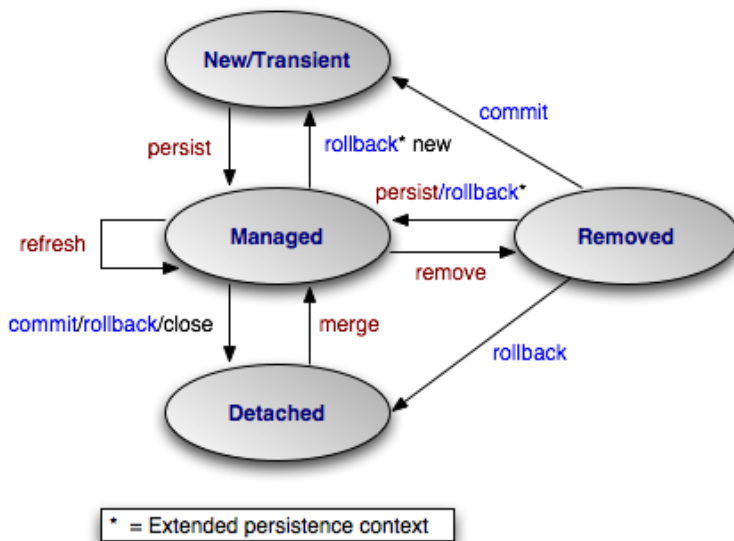 New/Transient
commit
persist
rollback* new
persist/rollback*
refresh
Managed
Removed
remove
commit/rollback/close
merge
rollback
Detached
* = Extended persistence context